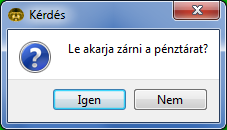 Kérdés
Le akarja zárni a pénztárat?
Igen
Nem